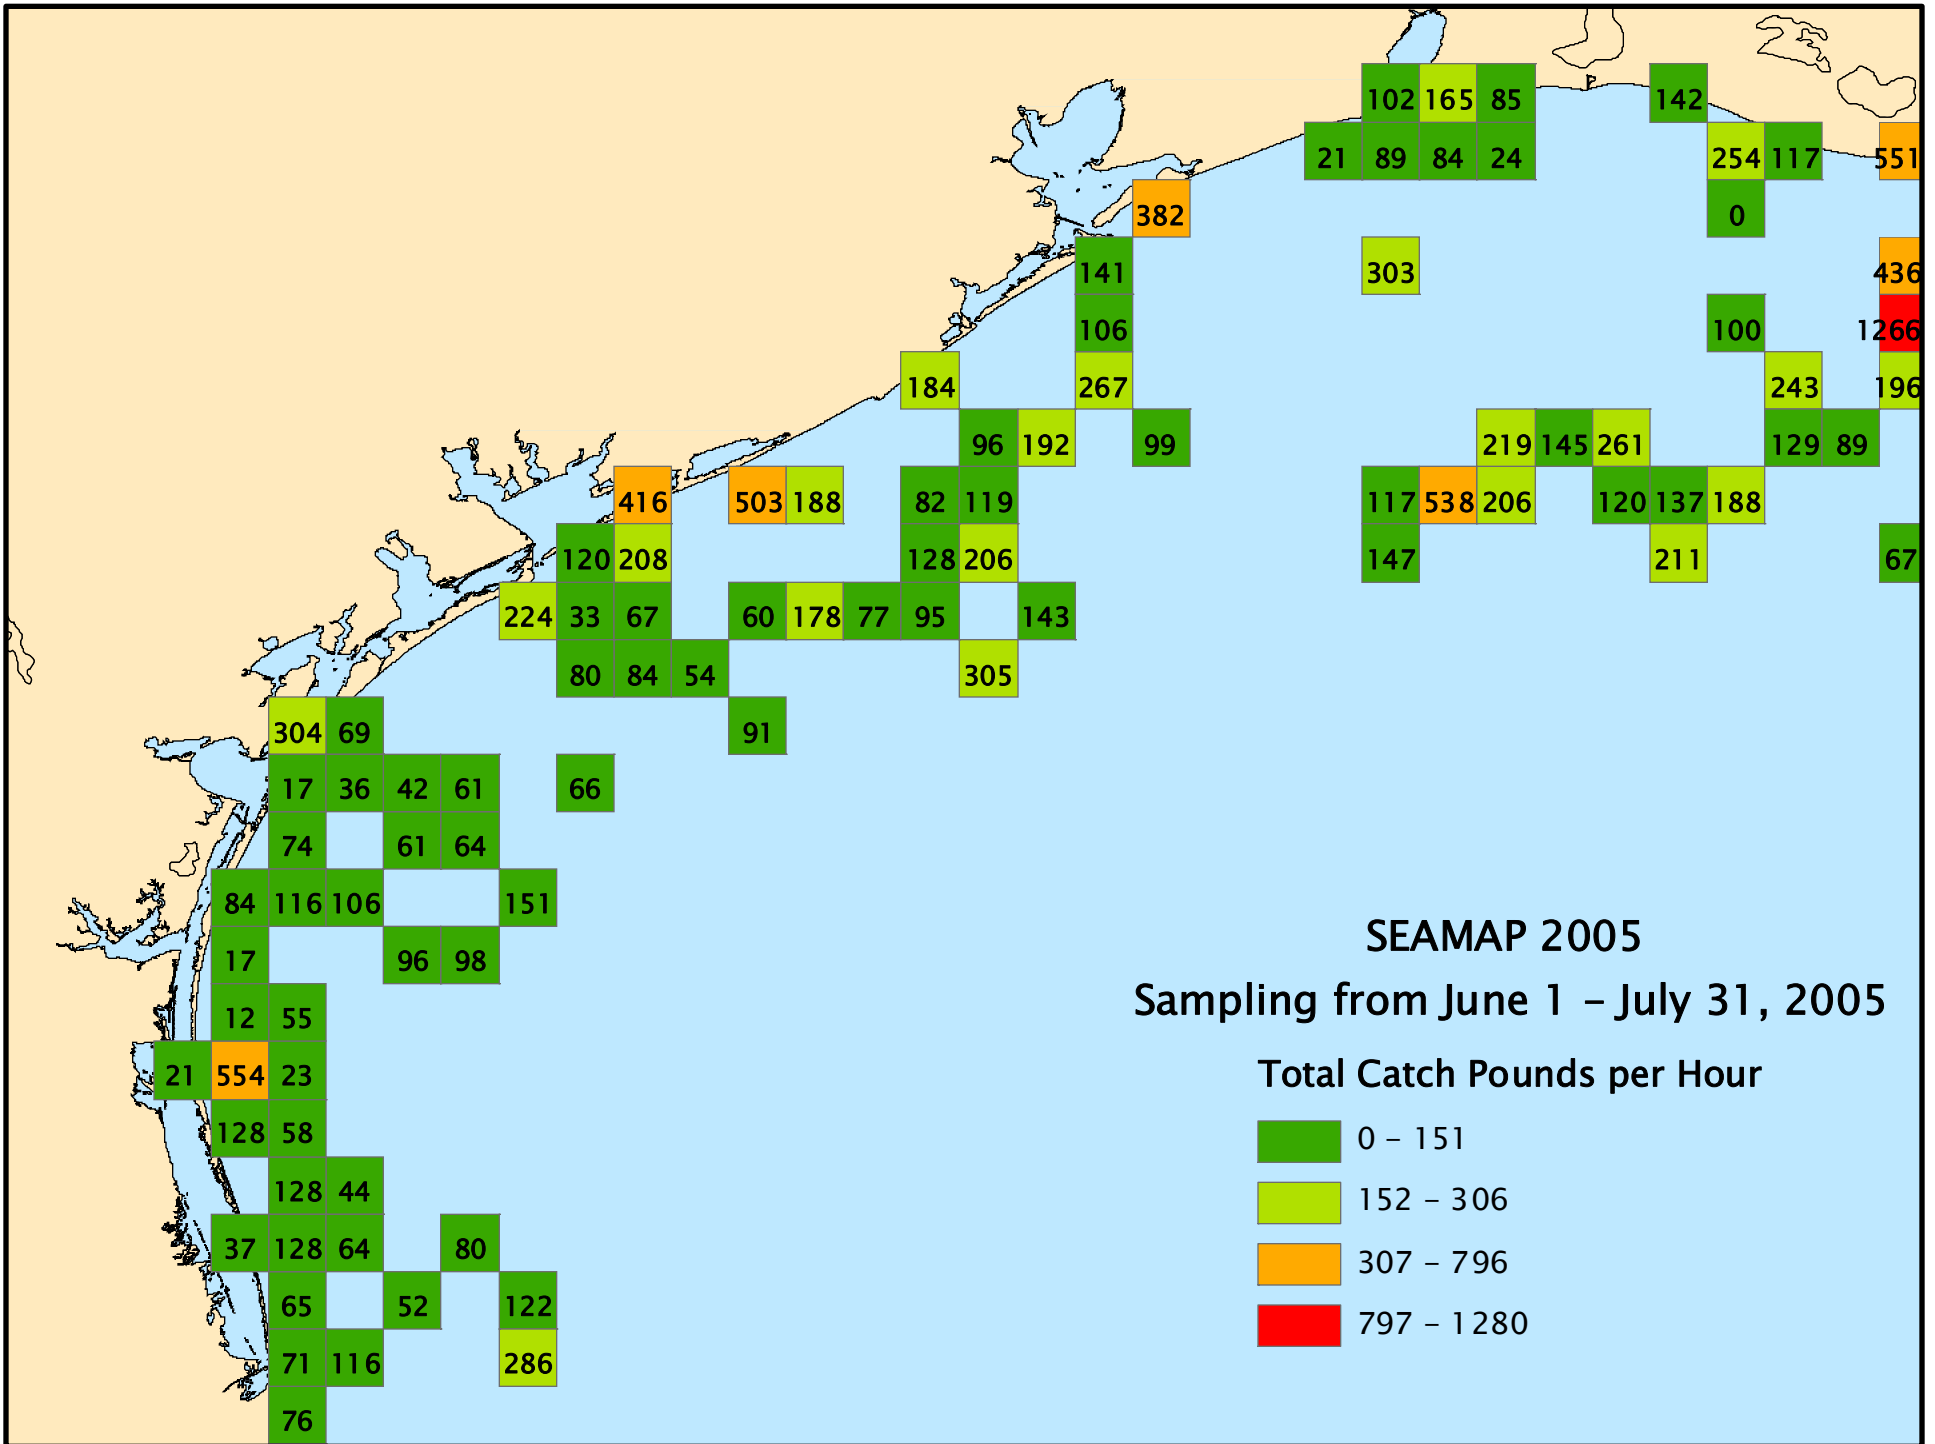 102 165 85 142
21 89 84 24 254 117 551
382 0
141 303 436
106 100 1266
184 267 243 196
96 192 99 219 145 261 129 89
416 503 188 82 119 117 538 206 120 137 188
120 208 128 206 147 211 67
224 33 67 60 178 77 95 143
80 84 54 305
304 69 91
17 36 42 61 66
74 61 64
84 116 106 151
17 96 98
12 55
21 554 23
128 58
128 44
37 128 64 80
65 52 122
71 116 286
76
SEAMAP 2005
Sampling from June 1 - July 31, 2005
Total Catch Pounds per Hour
0 - 151
152 - 306
307 - 796
797 - 1280